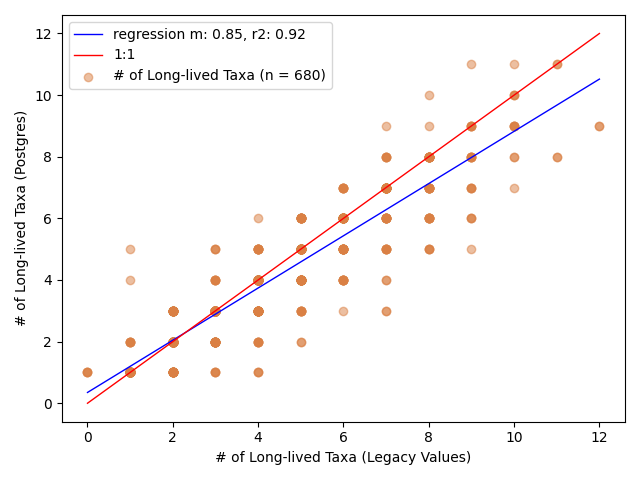 regression m: 0.85, r2: 0.92
1:1
# of Long-lived Taxa (n = 680)
# of Long-lived Taxa (Postgres)
12
10
8
6
4
2
0
0 2 4 6 8 10 12
# of Long-lived Taxa (Legacy Values)